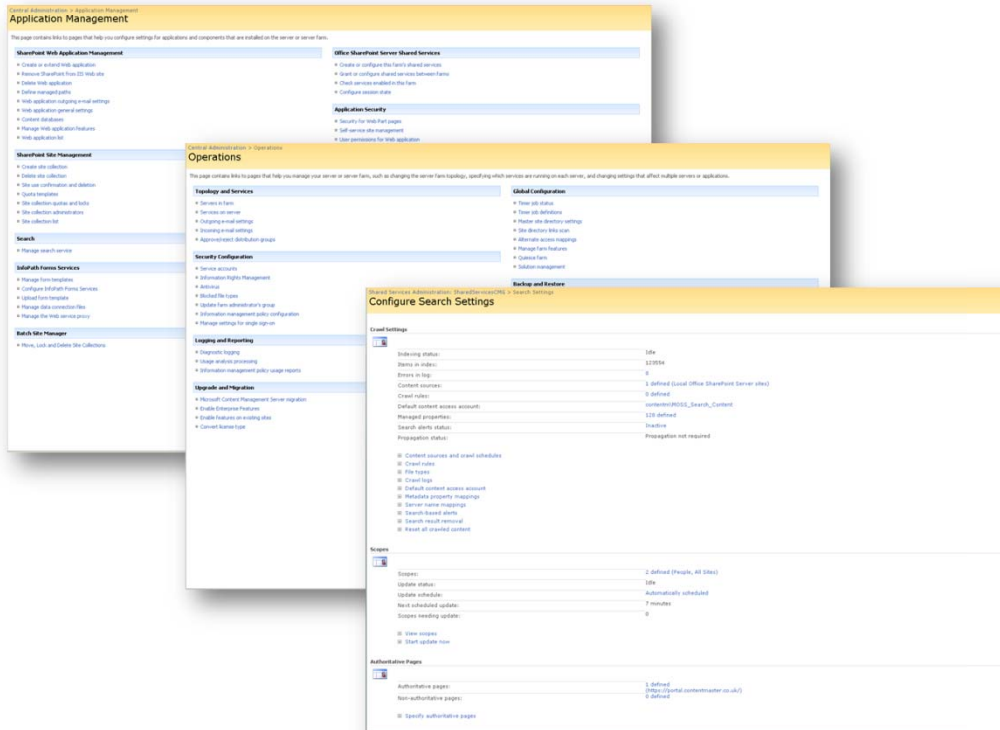 Central Administration > Application Management
Application Management
This page contains links to pages that help you configure settings for applications and components that are installed on the server or server farm.
SharePoint Web Application Management
Create or extend Web application
Remove SharePoint from IIS Web site
Delete Web application
Define managed paths
Web application outgoing e-mail settings
Web application general settings
Content databases
Manage Web application features
Web application list
SharePoint Site Management
Create site collection
Delete site collection
Site use confirmation and deletion
Quota templates
Site collection quotas and locks
Site collection administrators
Site collection list
Search
Manage search service
InfoPath Forms Services
Manage form templates
Configure InfoPath Forms Services
Upload form template
Manage data connection files
Manage the Web service proxy
Batch Site Manager
Move, Lock and Delete Site Collections
Office SharePoint Server Shared Services
Create or configure this farm's shared services
Grant or configure shared services between farms
Check services enabled in this farm
Configure session state
Application Security
Security for Web Part pages
Self-service site management
User permissions for Web application
Central Administration > Operations
Operations
This page contains links to pages that help you manage your server or server farm, such as changing the server farm topology, specifying which services are running on each server, and changing settings that affect multiple servers or applications.
Topology and Services
Servers in farm
Services on server
Outgoing e-mail settings
Incoming e-mail settings
Approve/reject distribution groups
Security Configuration
Service accounts
Information Rights Management
Antivirus
Blocked file types
Update farm administrator's group
Information management policy configuration
Manage settings for single sign-on
Logging and Reporting
Diagnostic logging
Usage analysis processing
Information management policy usage reports
Upgrade and Migration
Microsoft Content Management Server migration
Enable Enterprise Features
Enable features on existing sites
Convert license type
Global Configuration
Timer job status
Timer job definitions
Master site directory settings
Site directory links scan
Alternate access mappings
Manage farm features
Quiesce farm
Solution management
Backup and Restore
Shared Services Administration: SharedServicesCMG > Search Settings
Configure Search Settings
Crawl Settings
Indexing status: Idle
Items in index: 123594
Errors in log: 8
Content sources: 1 defined (Local Office SharePoint Server sites)
Crawl rules: 0 defined
Default content access account: contentm\MOSS_Search_Content
Managed properties: 128 defined
Search alerts status: Inactive
Propagation status: Propagation not required
Content sources and crawl schedules
Crawl rules
File types
Crawl logs
Default content access account
Metadata property mappings
Server name mappings
Search-based alerts
Search result removal
Reset all crawled content
Scopes
Scopes: 2 defined (People, All Sites)
Update status: Idle
Update schedule: Automatically scheduled
Next scheduled update: 7 minutes
Scopes needing update: 0
View scopes
Start update now
Authoritative Pages
Authoritative pages: 1 defined
(https://portal.contentmaster.co.uk/)
Non-authoritative pages: 0 defined
Specify authoritative pages